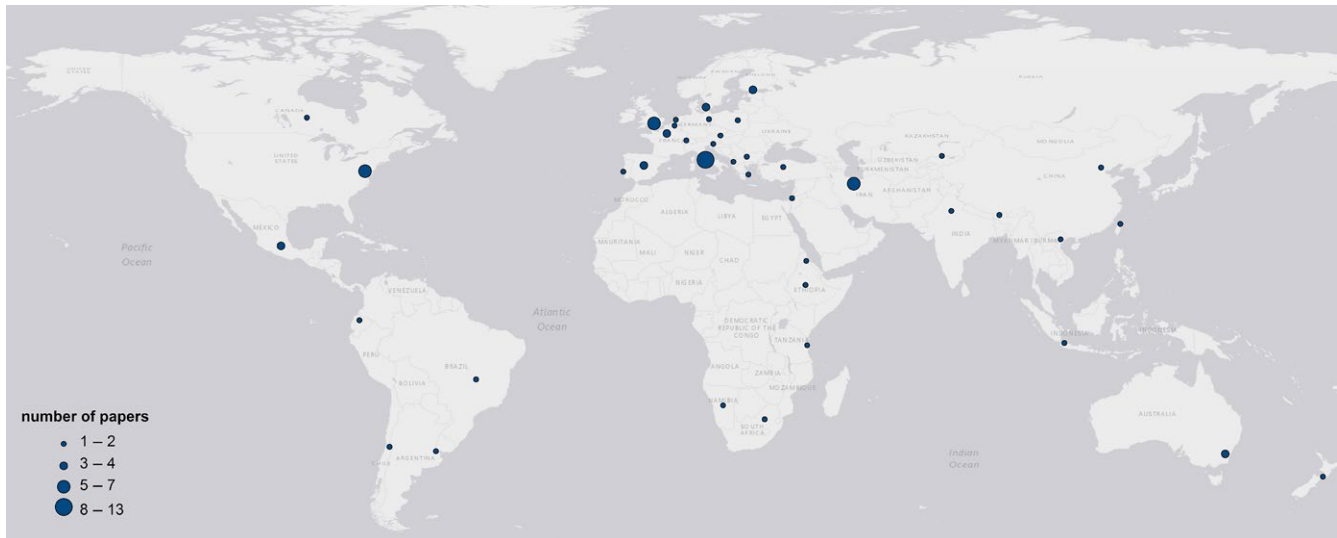 CANADA
RUSSIA
UKRAINE
KAZAKHSTAN
MONGOLIA
UNITED
STATES
UZBEKISTAN
TURKMENISTAN
CHINA
AFGHANISTAN
IRAN
MOROCCO
ALGERIA
LIBYA
EGYPT
MÉXICO
INDIA
MYANMAR (BURMA)
Pacific
Ocean
MAURITANIA
MALI
NIGER
CHAD
NIGERIA
ETHIOPIA
VENEZUELA
Atlantic
Ocean
DEMOCRATIC
REPUBLIC OF THE
CONGO
TANZANIA
INDONESIA
PERU
BRAZIL
ANGOLA
ZAMBIA
BOLIVIA
MOZAMBIQUE
NAMIBIA
AUSTRALIA
SOUTH
AFRICA
number of papers
1 – 2
3 – 4
5 – 7
8 – 13
CHILE
ARGENTINA
Indian
Ocean